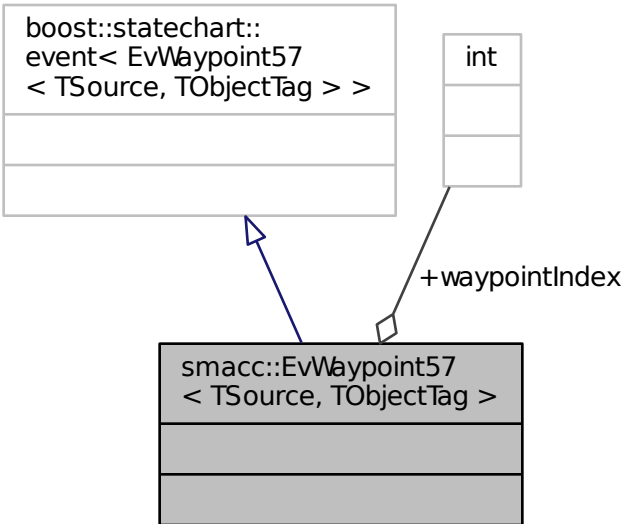 boost::statechart::
event< EvWaypoint57
< TSource, TObjectTag > >
int
+waypointIndex
smacc::EvWaypoint57
< TSource, TObjectTag >